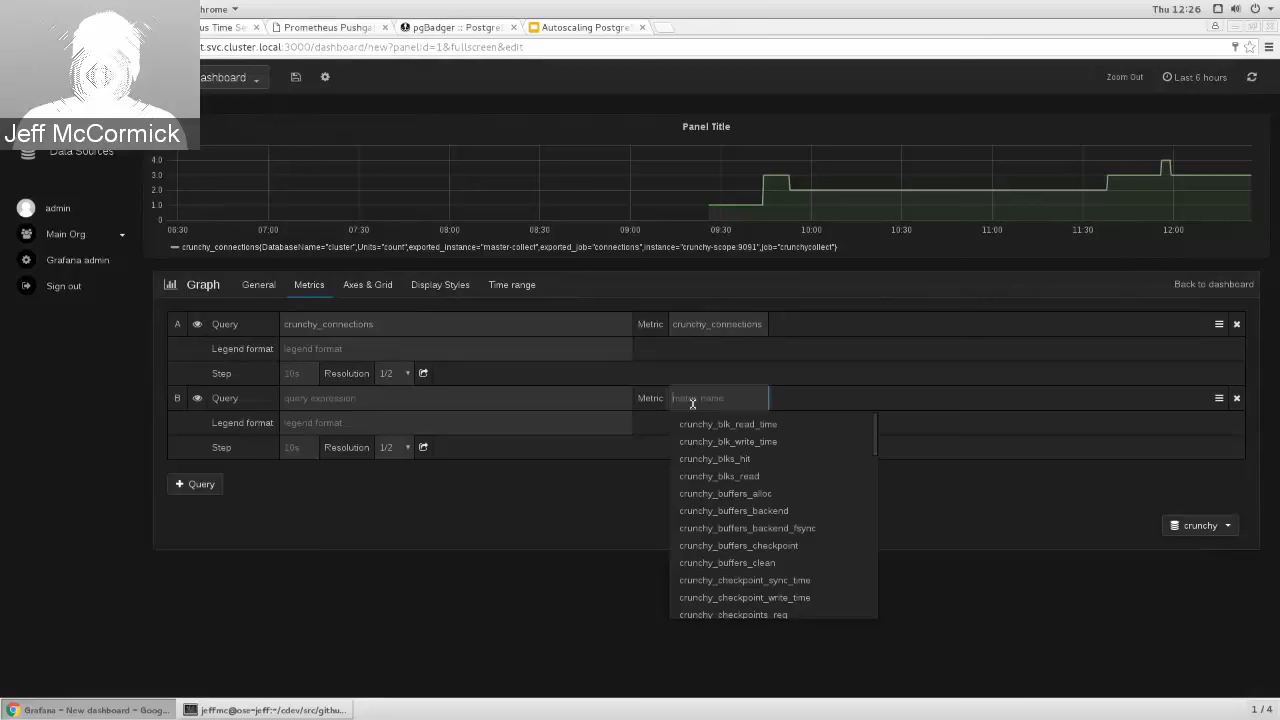 hrome
Thu 12:26
us Time Se
Prometheus Pushga
pgBadger :: Postgre
Autoscaling Postgre
t.svc.cluster.local:3000/dashboard/new?panelId=1&fullscreen&edit
ashboard
Zoom Out
Last 6 hours
Jeff McCormick
Data Sources
admin
Main Org
Grafana admin
Sign out
Panel Title
4.0
3.0
2.0
1.0
0
06:30 07:00 07:30 08:00 08:30 09:00 09:30 10:00 10:30 11:00 11:30 12:00
crunchy_connections{DatabaseName="cluster",Units="count",exported_instance="master-collect",exported_job="connections",instance="crunchy-scope:9091",job="crunchycollect"}
Graph General Metrics Axes & Grid Display Styles Time range Back to dashboard
A Query crunchy_connections Metric crunchy_connections
Legend format legend format
Step 10s Resolution 1/2
B Query query expression Metric metric name
Legend format legend format
Step 10s Resolution 1/2
crunchy_blk_read_time
crunchy_blk_write_time
crunchy_blks_hit
crunchy_blks_read
crunchy_buffers_alloc
crunchy_buffers_backend
crunchy_buffers_backend_fsync
crunchy_buffers_checkpoint
crunchy_buffers_clean
crunchy_checkpoint_sync_time
crunchy_checkpoint_write_time
crunchy_checkpoints_req
+ Query
crunchy
Grafana - New dashboard - Goog...
jeffmc@ose-jeff:~/cdev/src/githu...
1 / 4